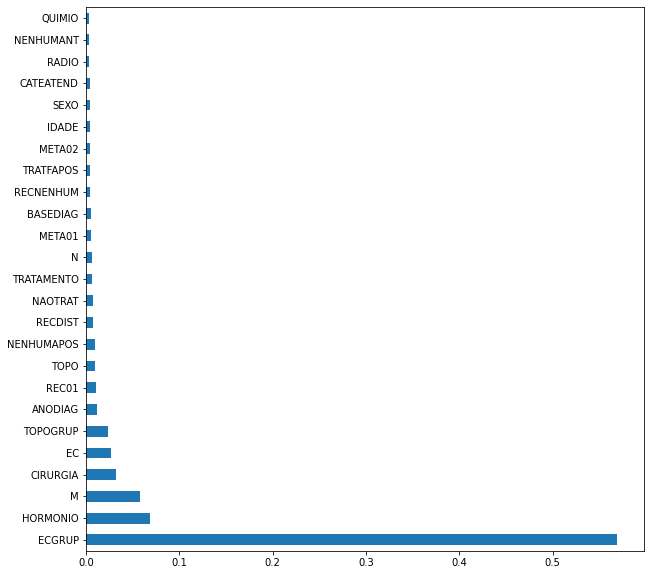 QUIMIO
NENHUMANT
RADIO
CATEATEND
SEXO
IDADE
META02
TRATFAPOS
RECNENHUM
BASEDIAG
META01
N
TRATAMENTO
NAOTRAT
RECDIST
NENHUMAPOS
TOPO
REC01
ANODIAG
TOPOGRUP
EC
CIRURGIA
M
HORMONIO
ECGRUP
0.0 0.1 0.2 0.3 0.4 0.5